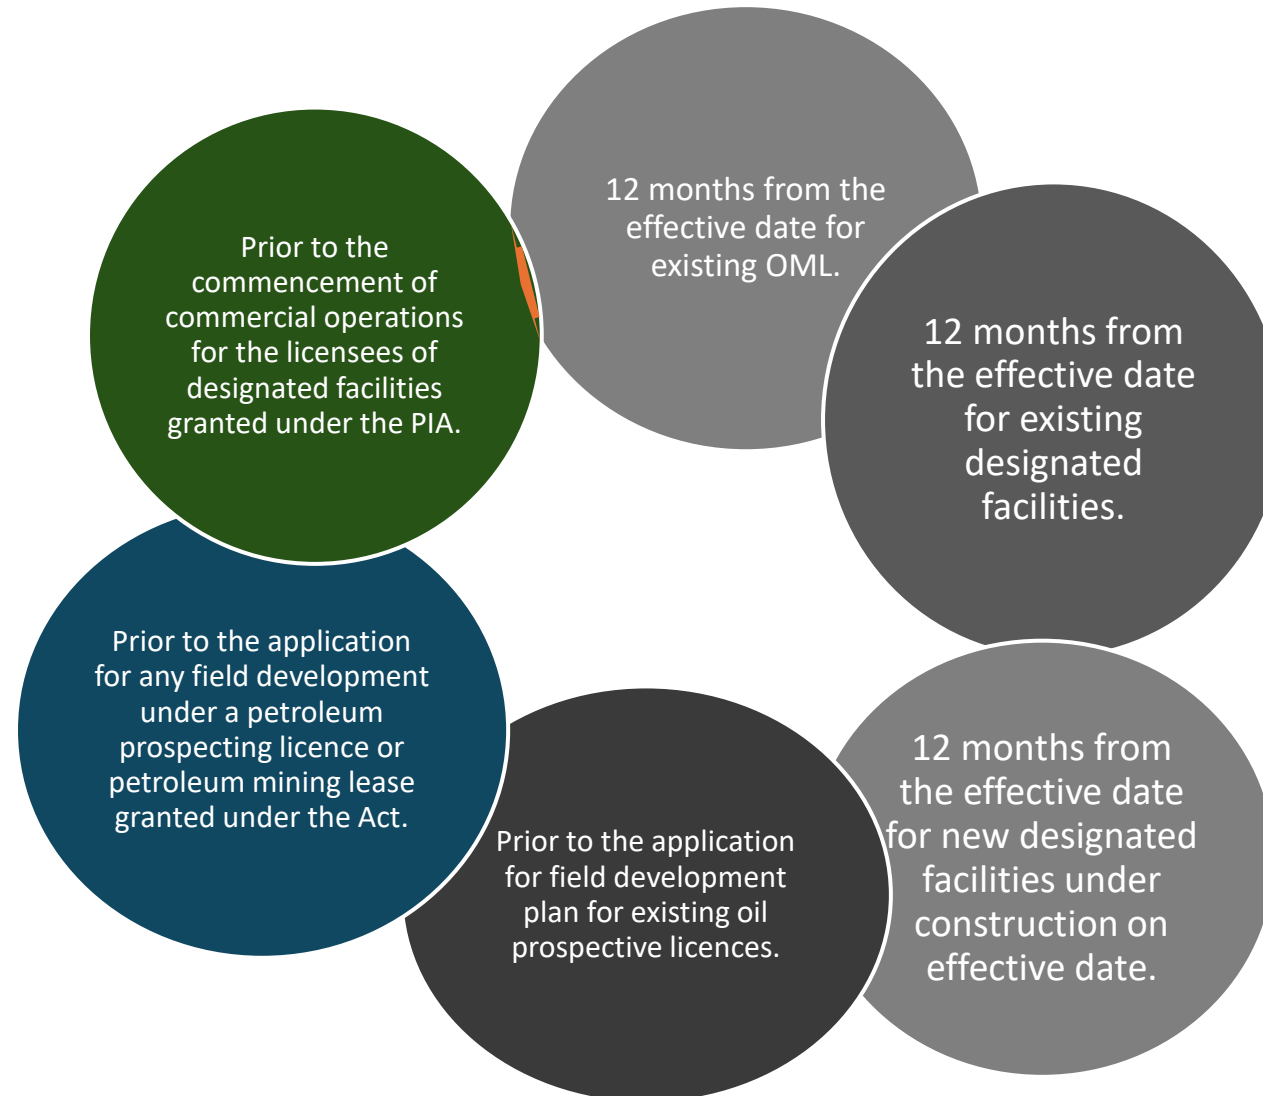 12 months from the
effective date for
existing OML.
12 months from
the effective date
for existing
designated
facilities.
12 months from
the effective date
for new designated
facilities under
construction on
effective date.
Prior to the application
for field development
plan for existing oil
prospective licences.
Prior to the application
for any field development
under a petroleum
prospecting licence or
petroleum mining lease
granted under the Act.
Prior to the
commencement of
commercial operations
for the licensees of
designated facilities
granted under the PIA.